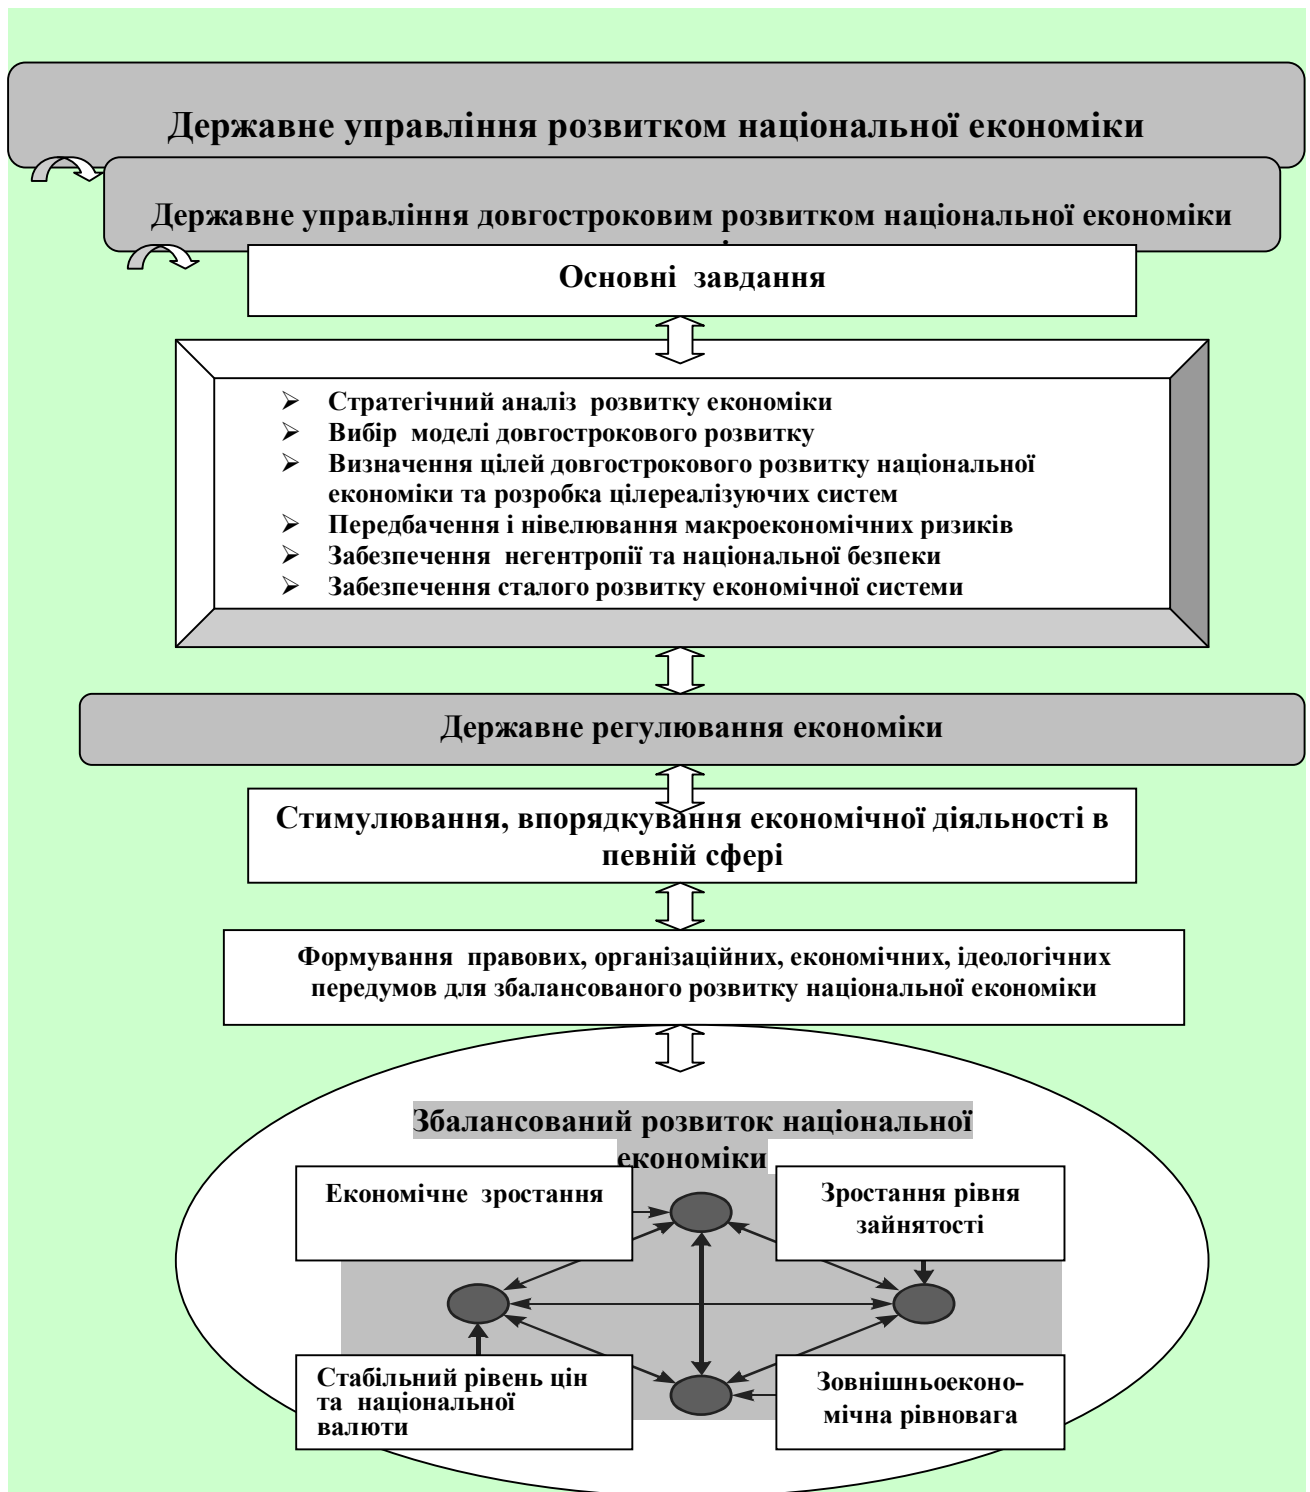 Державне управління розвитком національної економіки
Державне управління довгостроковим розвитком національної економіки
Основні завдання
Стратегічний аналіз розвитку економіки
Вибір моделі довгострокового розвитку
Визначення цілей довгострокового розвитку національної
економіки та розробка цілереалізуючих систем
Передбачення і нівелювання макроекономічних ризиків
Забезпечення негентропії та національної безпеки
Забезпечення сталого розвитку економічної системи
Державне регулювання економіки
Стимулювання, впорядкування економічної діяльності в
певній сфері
Формування правових, організаційних, економічних, ідеологічних
передумов для збалансованого розвитку національної економіки
Збалансований розвиток національної
економіки
Економічне зростання
Зростання рівня
зайнятості
Стабільний рівень цін
та національної
валюти
Зовнішньоеконо-
мічна рівновага